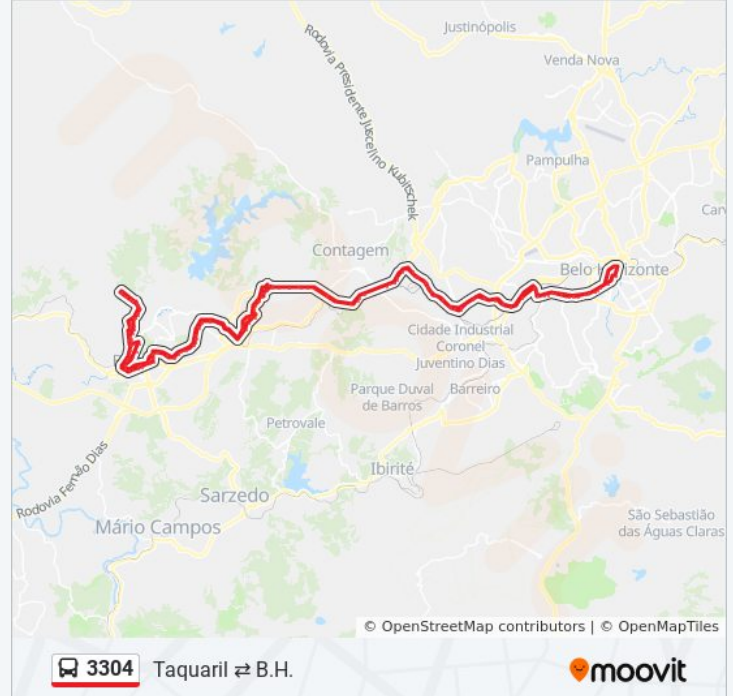 Justinópolis
Venda Nova
Rodovia Presidente Juscelino Kubitschek
Pampulha
Contagem
Belo Horizonte
Cidade Industrial
Coronel
Juventino Dias
Parque Duval
de Barros
Barreiro
Petrovale
Rodovia Fernão Dias
Ibirité
Sarzedo
Mário Campos
São Sebastião
das Águas Claras
© OpenStreetMap contributors | © OpenMapTiles
3304 Taquaril ⇄ B.H.
moovit